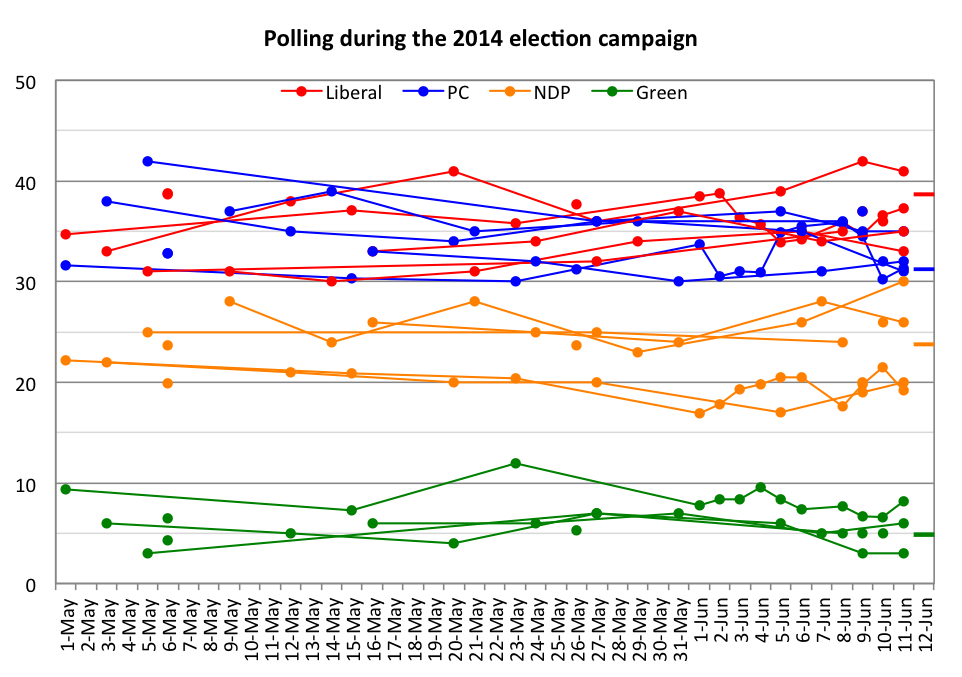 Polling during the 2014 election campaign
Liberal
PC
NDP
Green
50
40
30
20
10
0
1-May
2-May
3-May
4-May
5-May
6-May
7-May
8-May
9-May
10-May
11-May
12-May
13-May
14-May
15-May
16-May
17-May
18-May
19-May
20-May
21-May
22-May
23-May
24-May
25-May
26-May
27-May
28-May
29-May
30-May
31-May
1-Jun
2-Jun
3-Jun
4-Jun
5-Jun
6-Jun
7-Jun
8-Jun
9-Jun
10-Jun
11-Jun
12-Jun